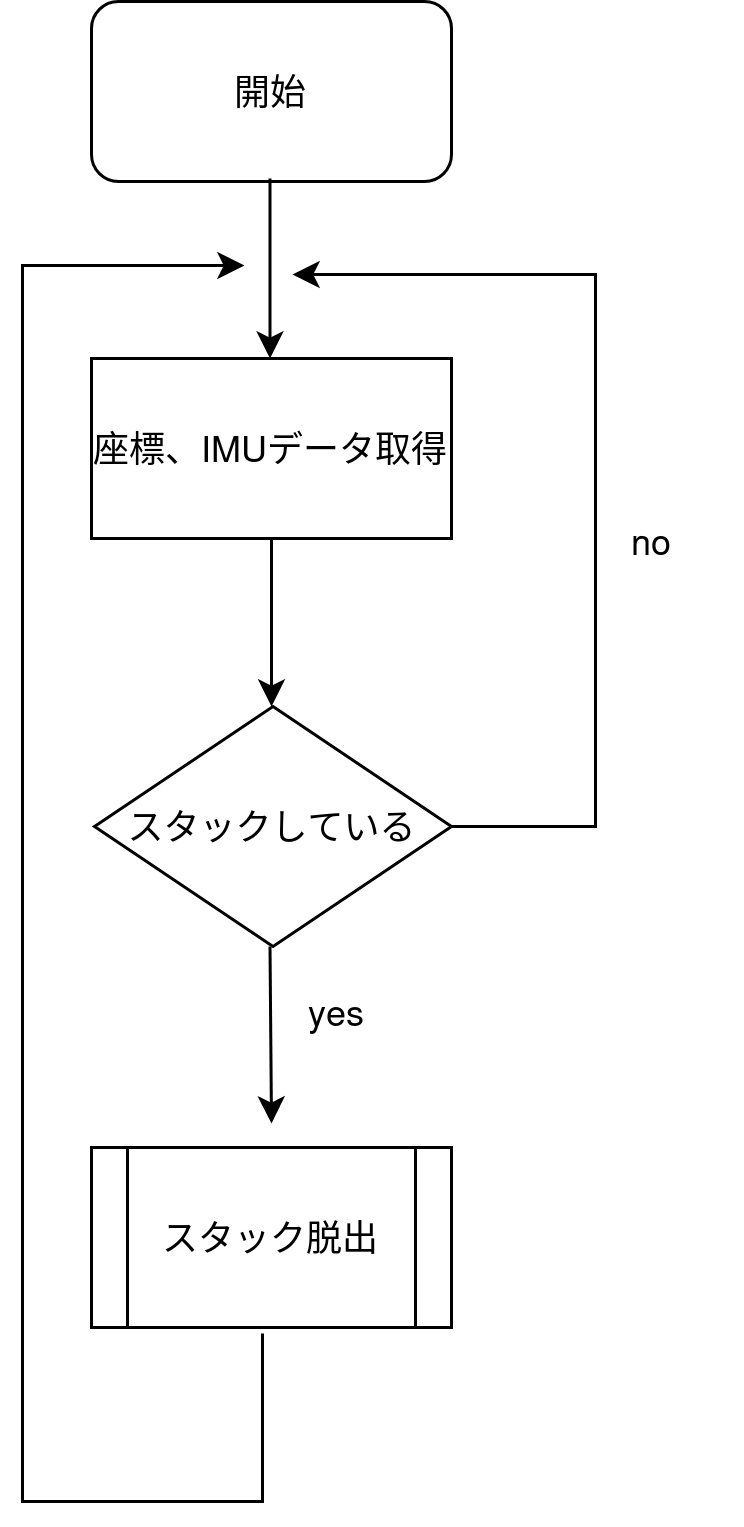 開始
座標、IMUデータ取得
no
スタックしている
yes
スタック脱出